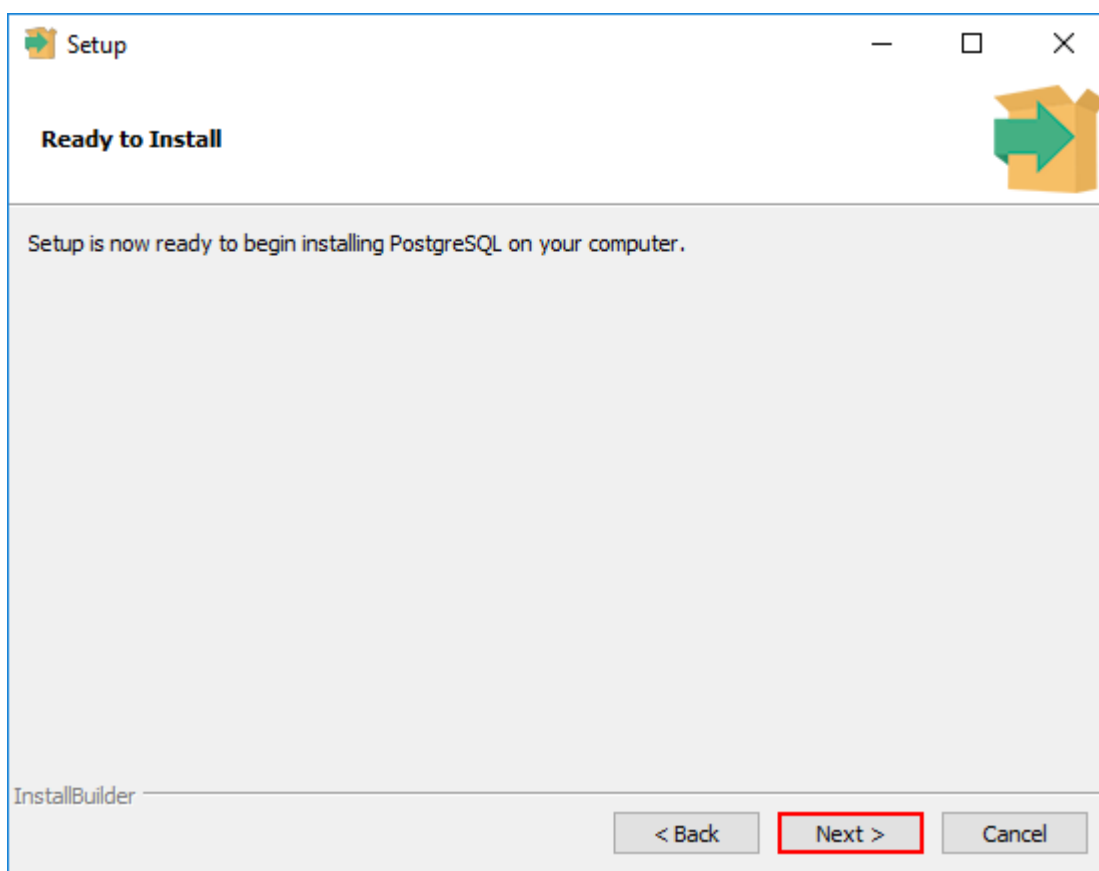 Setup
Ready to Install
Setup is now ready to begin installing PostgreSQL on your computer.
InstallBuilder
< Back
Next >
Cancel